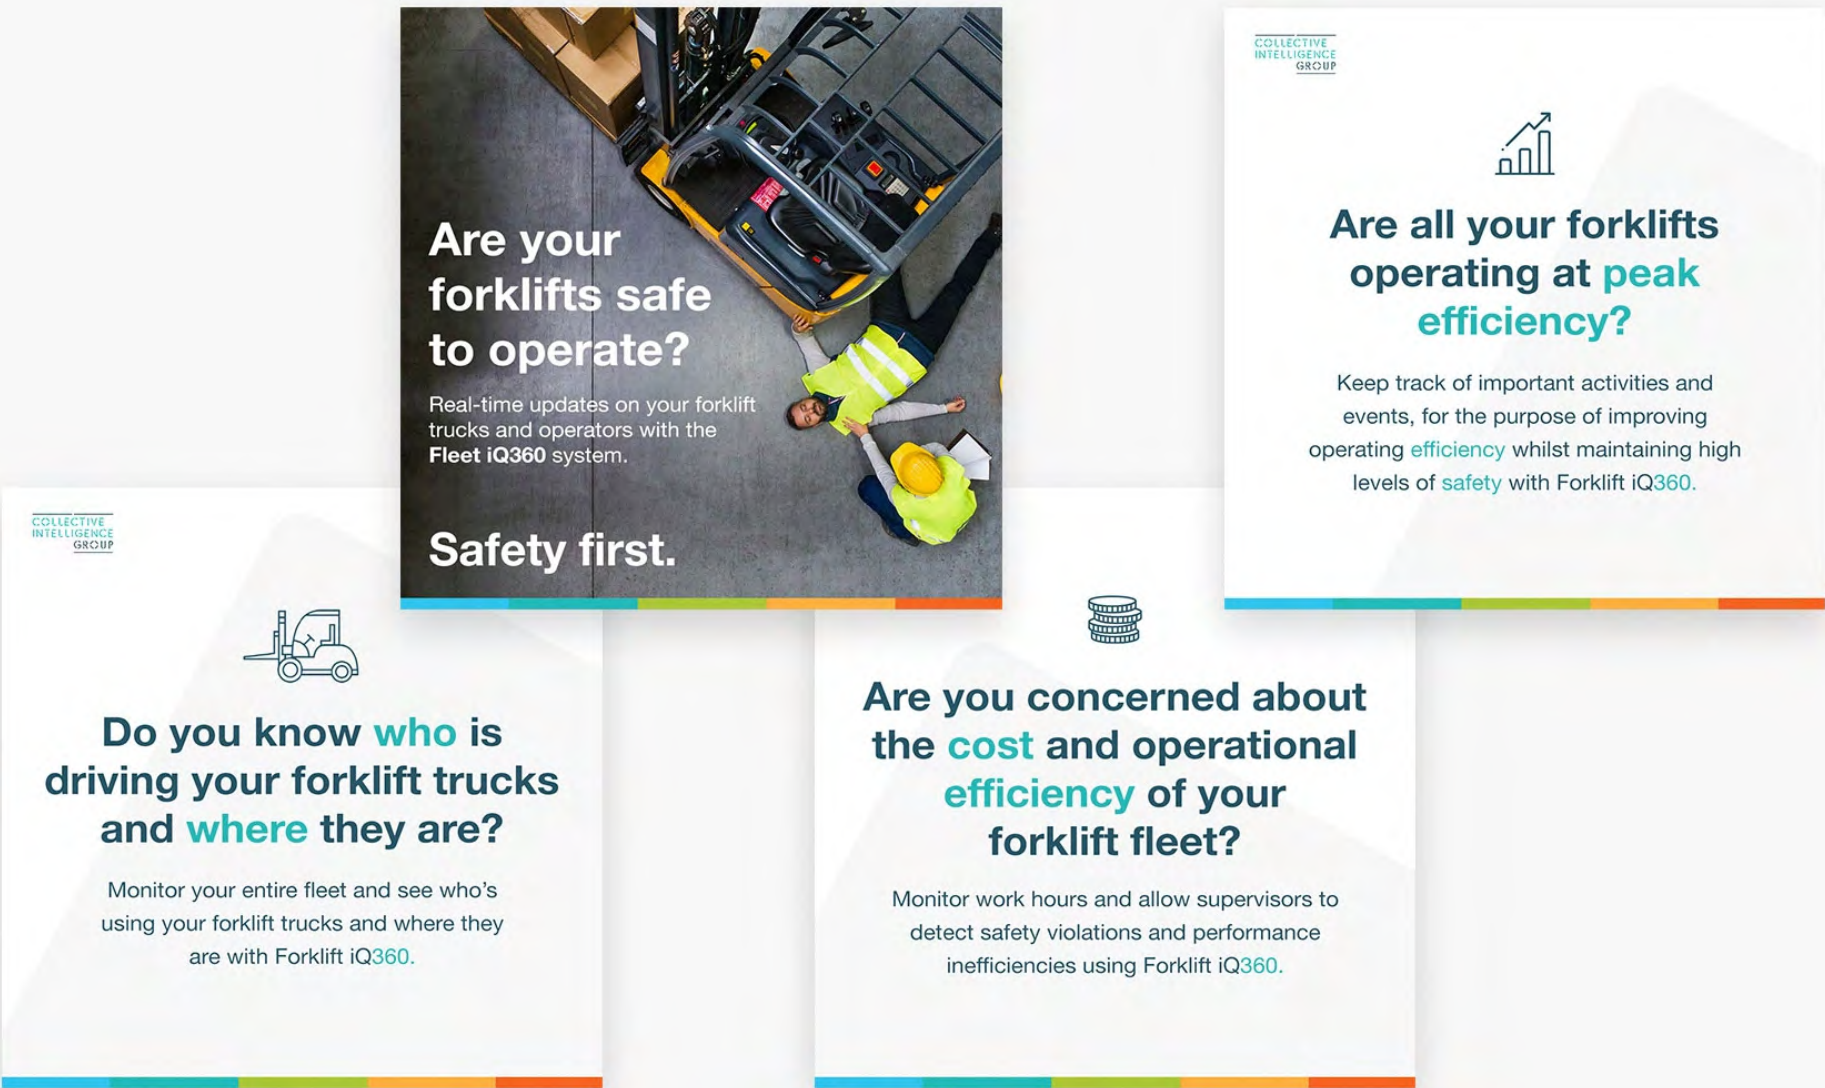 Are your
forklifts safe
to operate?
Real-time updates on your forklift
trucks and operators with the
Fleet iQ360 system.
Safety first.
COLLECTIVE
INTELLIGENCE
GROUP
Are all your forklifts
operating at peak
efficiency?
Keep track of important activities and
events, for the purpose of improving
operating efficiency whilst maintaining high
levels of safety with Forklift iQ360.
COLLECTIVE
INTELLIGENCE
GROUP
Do you know who is
driving your forklift trucks
and where they are?
Monitor your entire fleet and see who's
using your forklift trucks and where they
are with Forklift iQ360.
Are you concerned about
the cost and operational
efficiency of your
forklift fleet?
Monitor work hours and allow supervisors to
detect safety violations and performance
inefficiencies using Forklift iQ360.